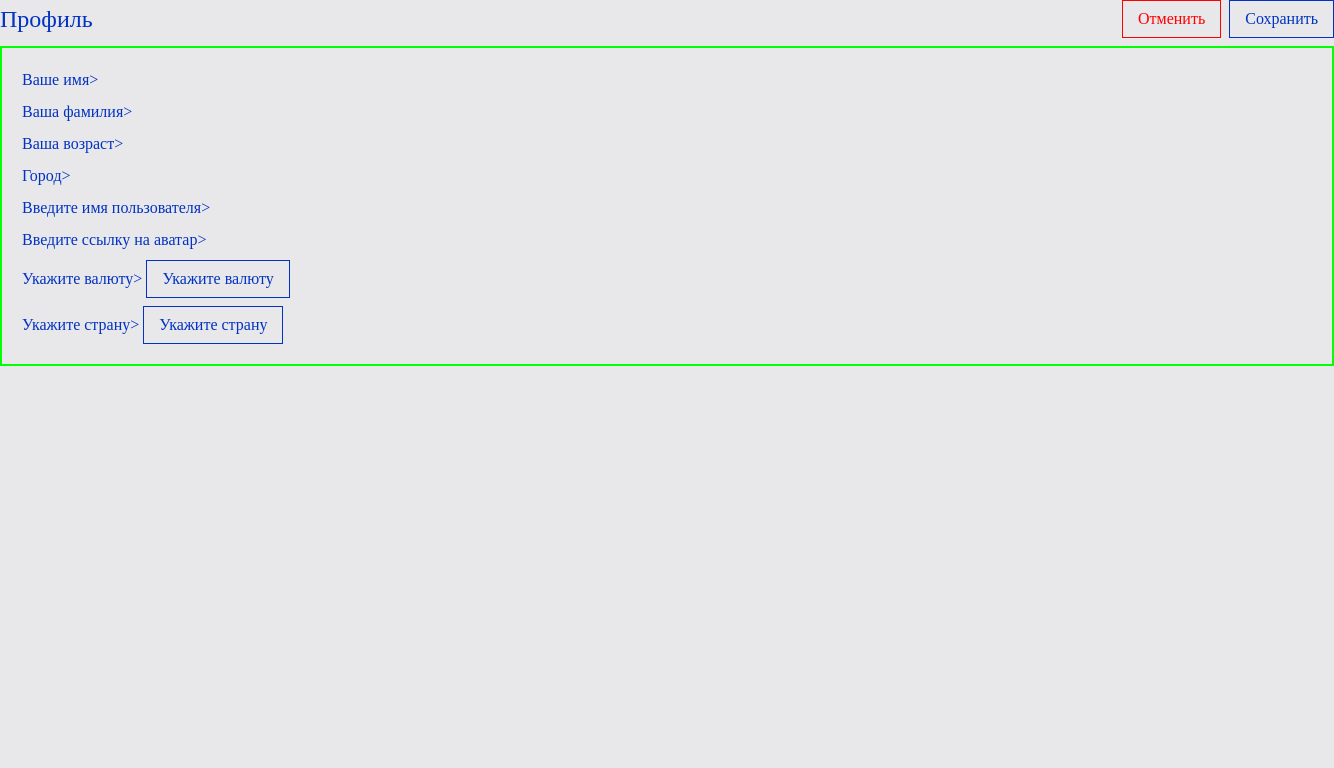 Профиль
Отменить
Сохранить
Ваше имя>
Ваша фамилия>
Ваша возраст>
Город>
Введите имя пользователя>
Введите ссылку на аватар>
Укажите валюту> Укажите валюту
Укажите страну> Укажите страну